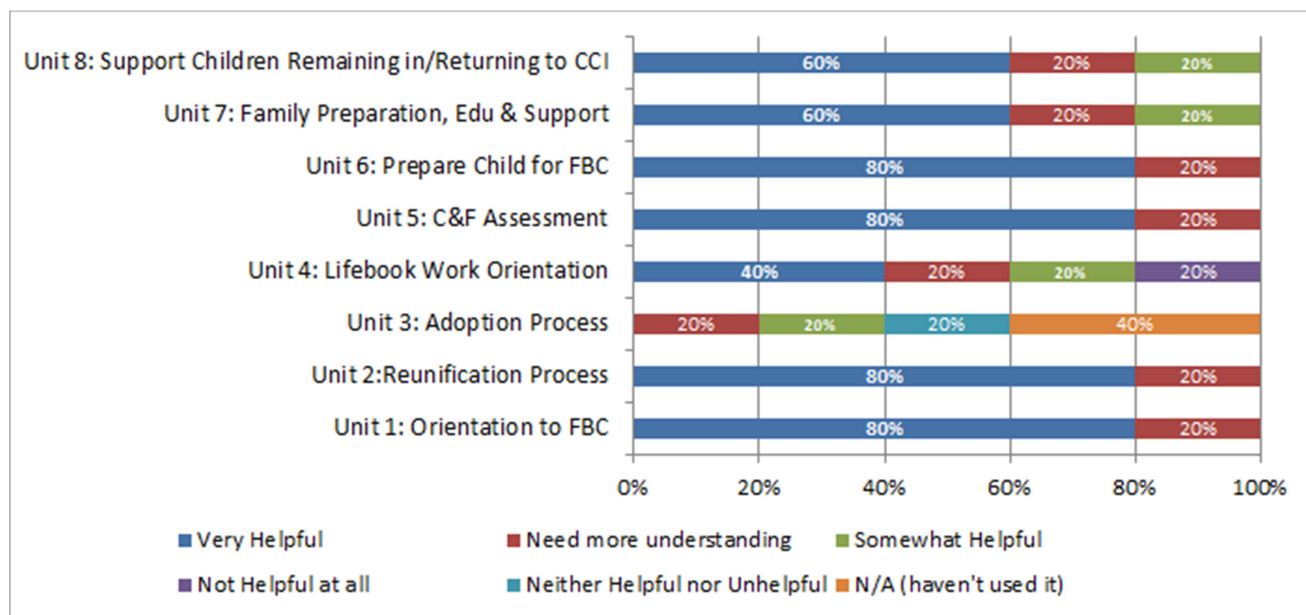 Unit 8: Support Children Remaining in/Returning to CCI 60% 20% 20%
Unit 7: Family Preparation, Edu & Support 60% 20% 20%
Unit 6: Prepare Child for FBC 80% 20%
Unit 5: C&F Assessment 80% 20%
Unit 4: Lifebook Work Orientation 40% 20% 20% 20%
Unit 3: Adoption Process 20% 20% 20% 40%
Unit 2:Reunification Process 80% 20%
Unit 1: Orientation to FBC 80% 20%
0% 20% 40% 60% 80% 100%
Very Helpful Need more understanding Somewhat Helpful
Not Helpful at all Neither Helpful nor Unhelpful N/A (haven't used it)